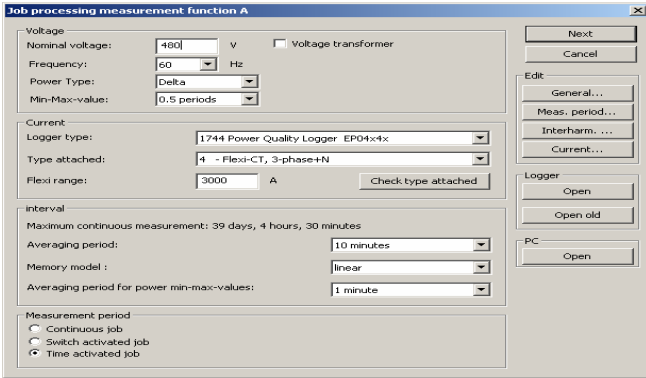 Job processing measurement function A
Voltage
Nominal voltage: 480 V Voltage transformer
Frequency: 60 Hz
Power Type: Delta
Min-Max-value: 0.5 periods
Current
Logger type: 1744 Power Quality Logger EP04x4x
Type attached: 4 - Flexi-CT, 3-phase+N
Flexi range: 3000 A Check type attached
interval
Maximum continuous measurement: 39 days, 4 hours, 30 minutes
Averaging period: 10 minutes
Memory model : linear
Averaging period for power min-max-values: 1 minute
Measurement period
Continuous job
Switch activated job
Time activated job
Next
Cancel
Edit
General...
Meas. period...
Interharm. ...
Current...
Logger
Open
Open old
PC
Open